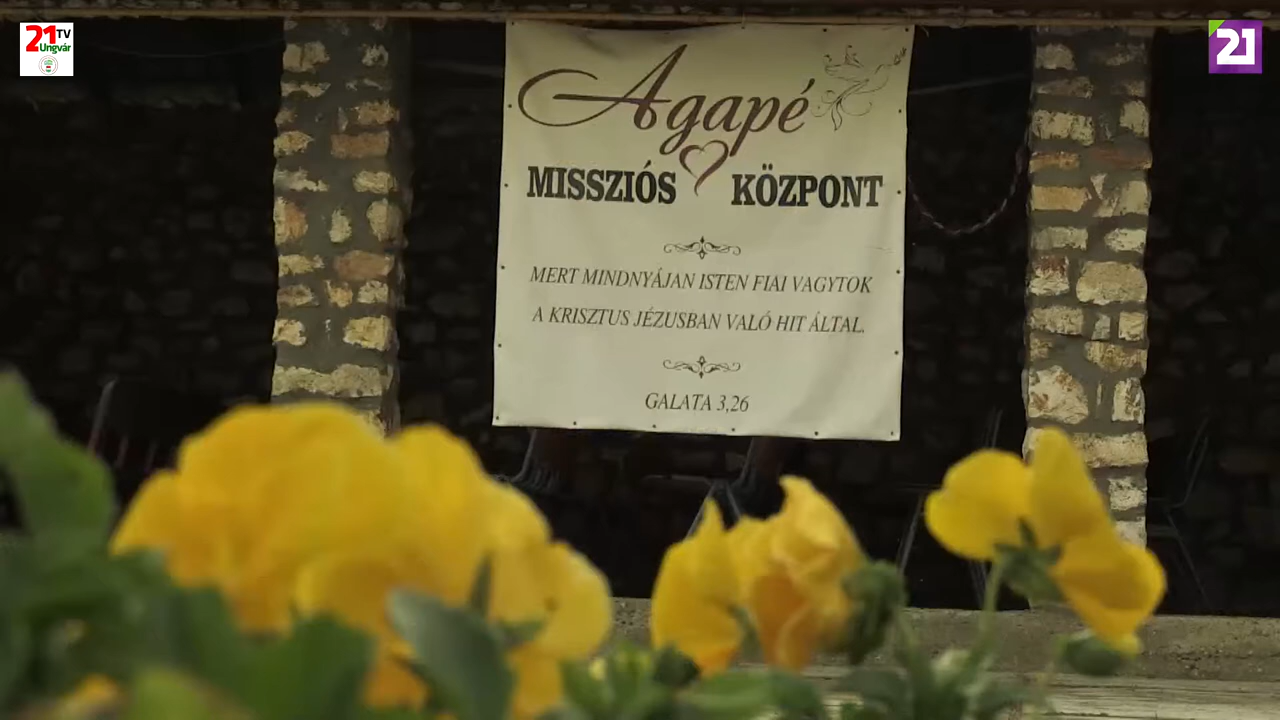 21 TV
Ungvár
21
Agapé
MISSZIÓS KÖZPONT
MERT MINDNYÁJAN ISTEN FIAI VAGYTOK
A KRISZTUS JÉZUSBAN VALÓ HIT ÁLTAL.
GALATA 3,26